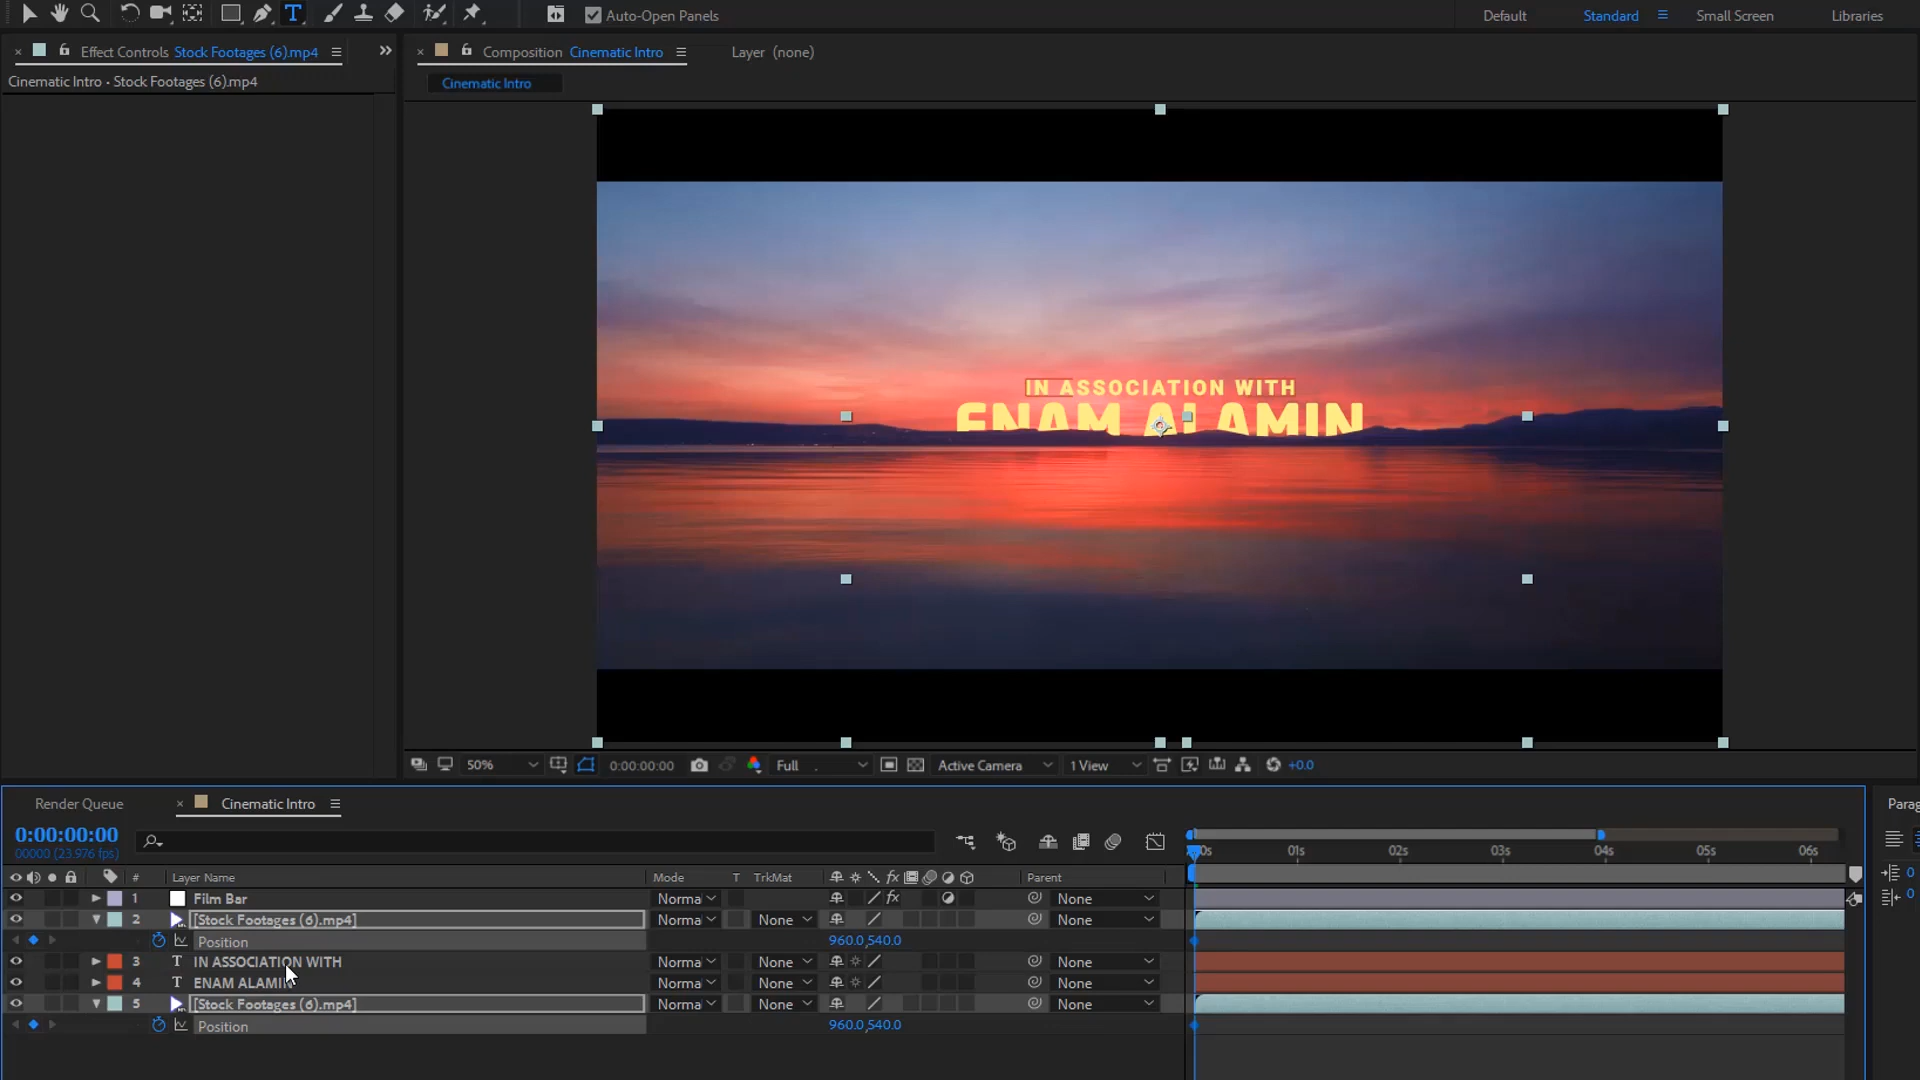 T Auto-Open Panels Default Standard Small Screen Libraries
Effect Controls Stock Footages (6).mp4 Composition Cinematic Intro Layer (none)
Cinematic Intro • Stock Footages (6).mp4 Cinematic Intro
IN ASSOCIATION WITH
ENAM ALAMIN
50% 0:00:00:00 Full Active Camera 1 View +0.0
Render Queue Cinematic Intro Parag
0:00:00:00
00000 (23.976 fps) 01s 02s 03s 04s 05s 06s
# Layer Name Mode T TrkMat fx Parent
1 Film Bar Norma fx None
2 [Stock Footages (6).mp4] Norma None None
Position 960.0,540.0
3 T IN ASSOCIATION WITH Norma None None
4 T ENAM ALAMIN Norma None None
5 [Stock Footages (6).mp4] Norma None None
Position 960.0,540.0